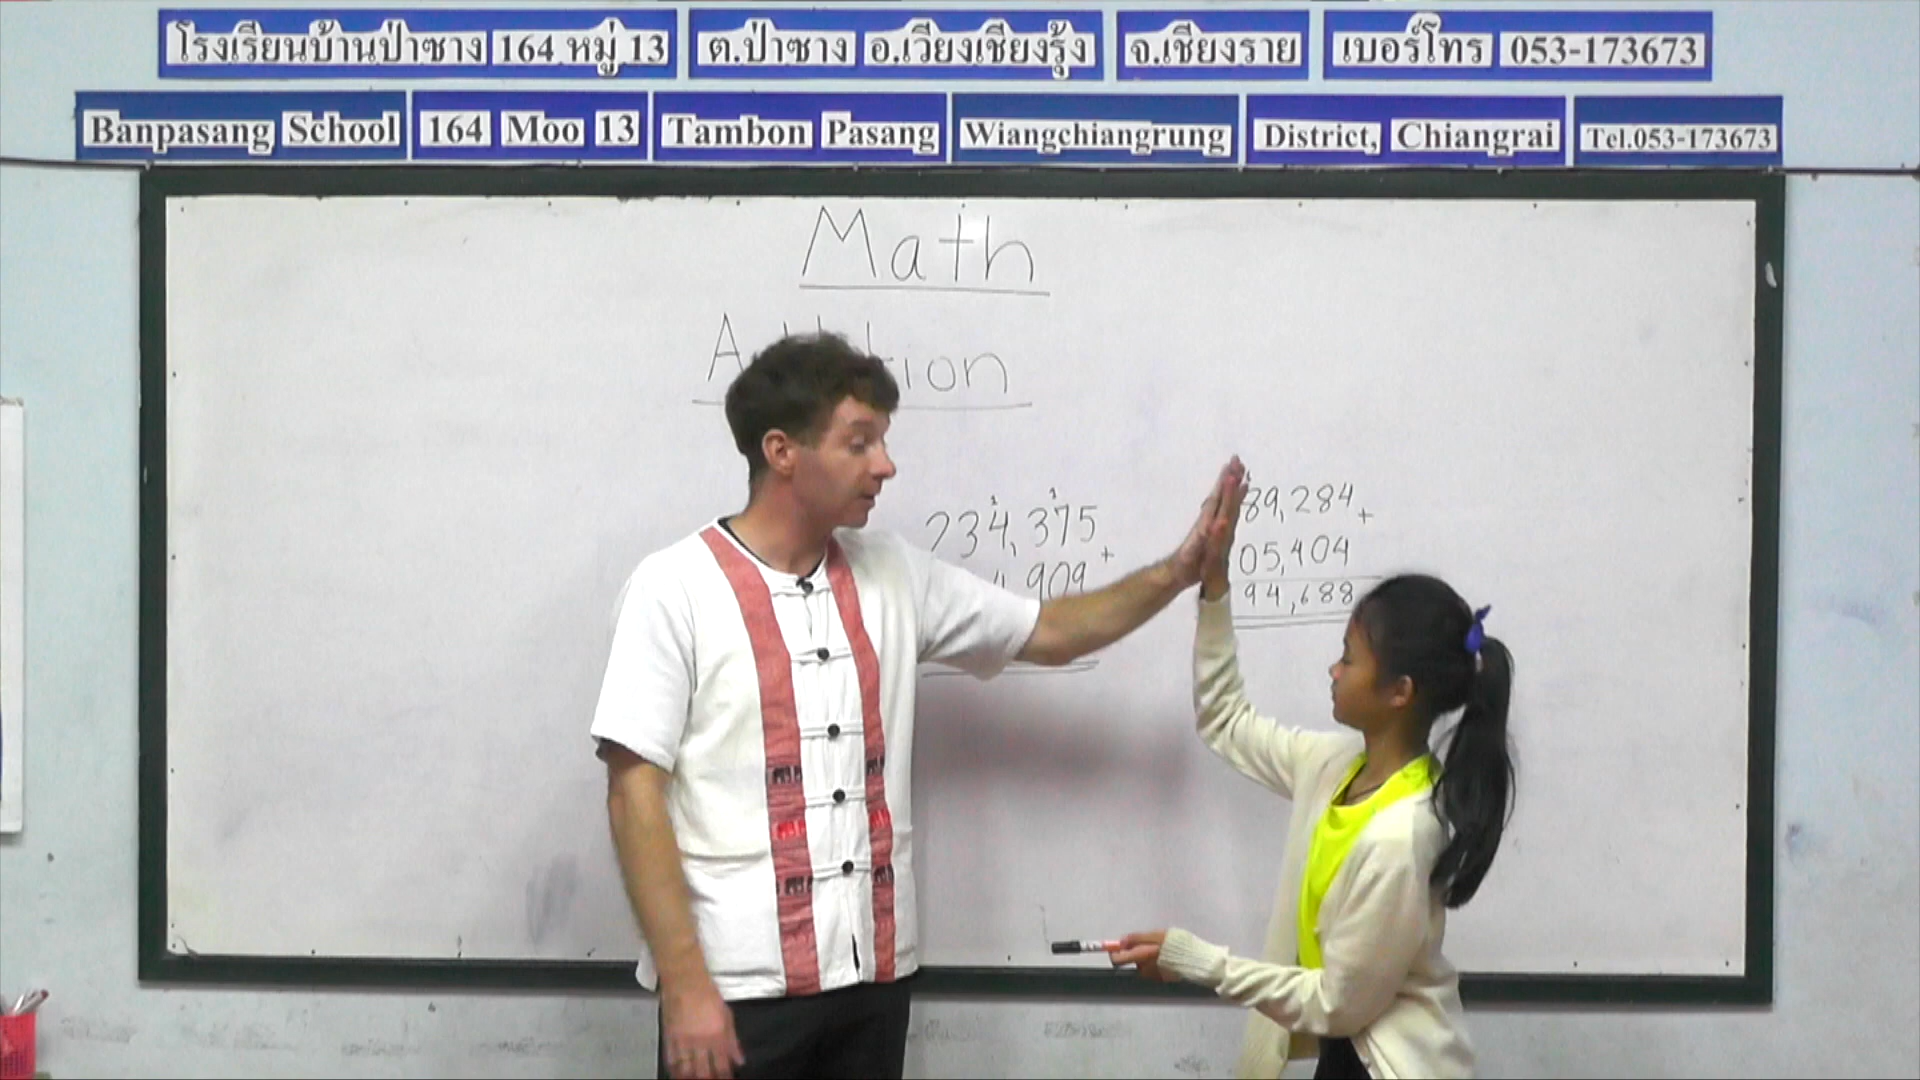 โรงเรียนบ้านป่าซาง 164 หมู่ 13 ต.ป่าซาง อ.เวียงเชียงรุ้ง จ.เชียงราย เบอร์โทร 053-173673
Banpasang School 164 Moo 13 Tambon Pasang Wiangchiangrung District, Chiangrai Tel.053-173673
Math
234,375 +
909
89,284 +
05,404
94,688